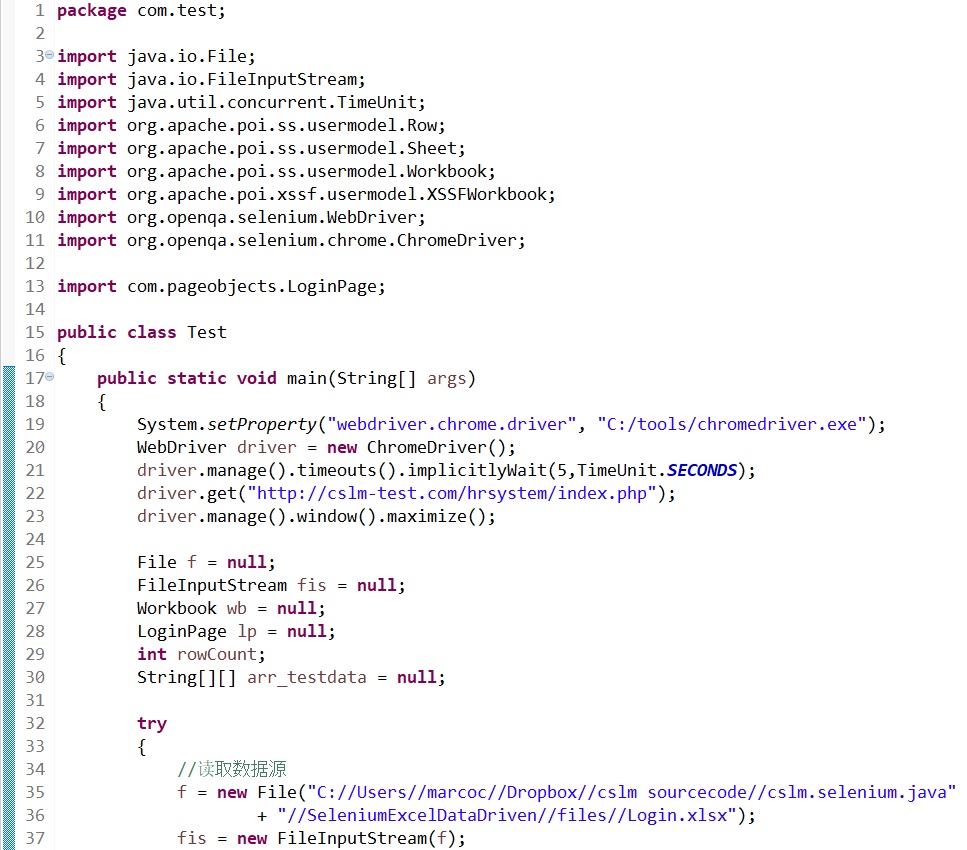 1 package com.test;
2
3 import java.io.File;
4 import java.io.FileInputStream;
5 import java.util.concurrent.TimeUnit;
6 import org.apache.poi.ss.usermodel.Row;
7 import org.apache.poi.ss.usermodel.Sheet;
8 import org.apache.poi.ss.usermodel.Workbook;
9 import org.apache.poi.xssf.usermodel.XSSFWorkbook;
10 import org.openqa.selenium.WebDriver;
11 import org.openqa.selenium.chrome.ChromeDriver;
12
13 import com.pageobjects.LoginPage;
14
15 public class Test
16 {
17     public static void main(String[] args)
18     {
19         System.setProperty("webdriver.chrome.driver", "C:/tools/chromedriver.exe");
20         WebDriver driver = new ChromeDriver();
21         driver.manage().timeouts().implicitlyWait(5,TimeUnit.SECONDS);
22         driver.get("http://cslm-test.com/hrsystem/index.php");
23         driver.manage().window().maximize();
24
25         File f = null;
26         FileInputStream fis = null;
27         Workbook wb = null;
28         LoginPage lp = null;
29         int rowCount;
30         String[][] arr_testdata = null;
31
32         try
33         {
34             //读取数据源
35             f = new File("C://Users//marcoc//Dropbox//cslm sourcecode//cslm.selenium.java"
36                     + "//SeleniumExcelDataDriven//files//Login.xlsx");
37             fis = new FileInputStream(f);